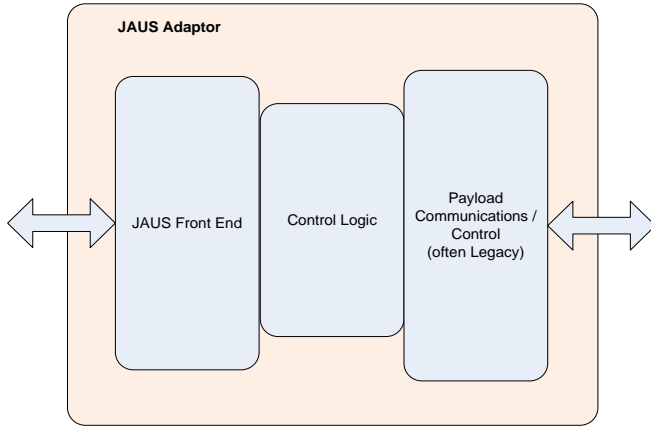 JAUS Adaptor
JAUS Front End
Control Logic
Payload
Communications /
Control
(often Legacy)